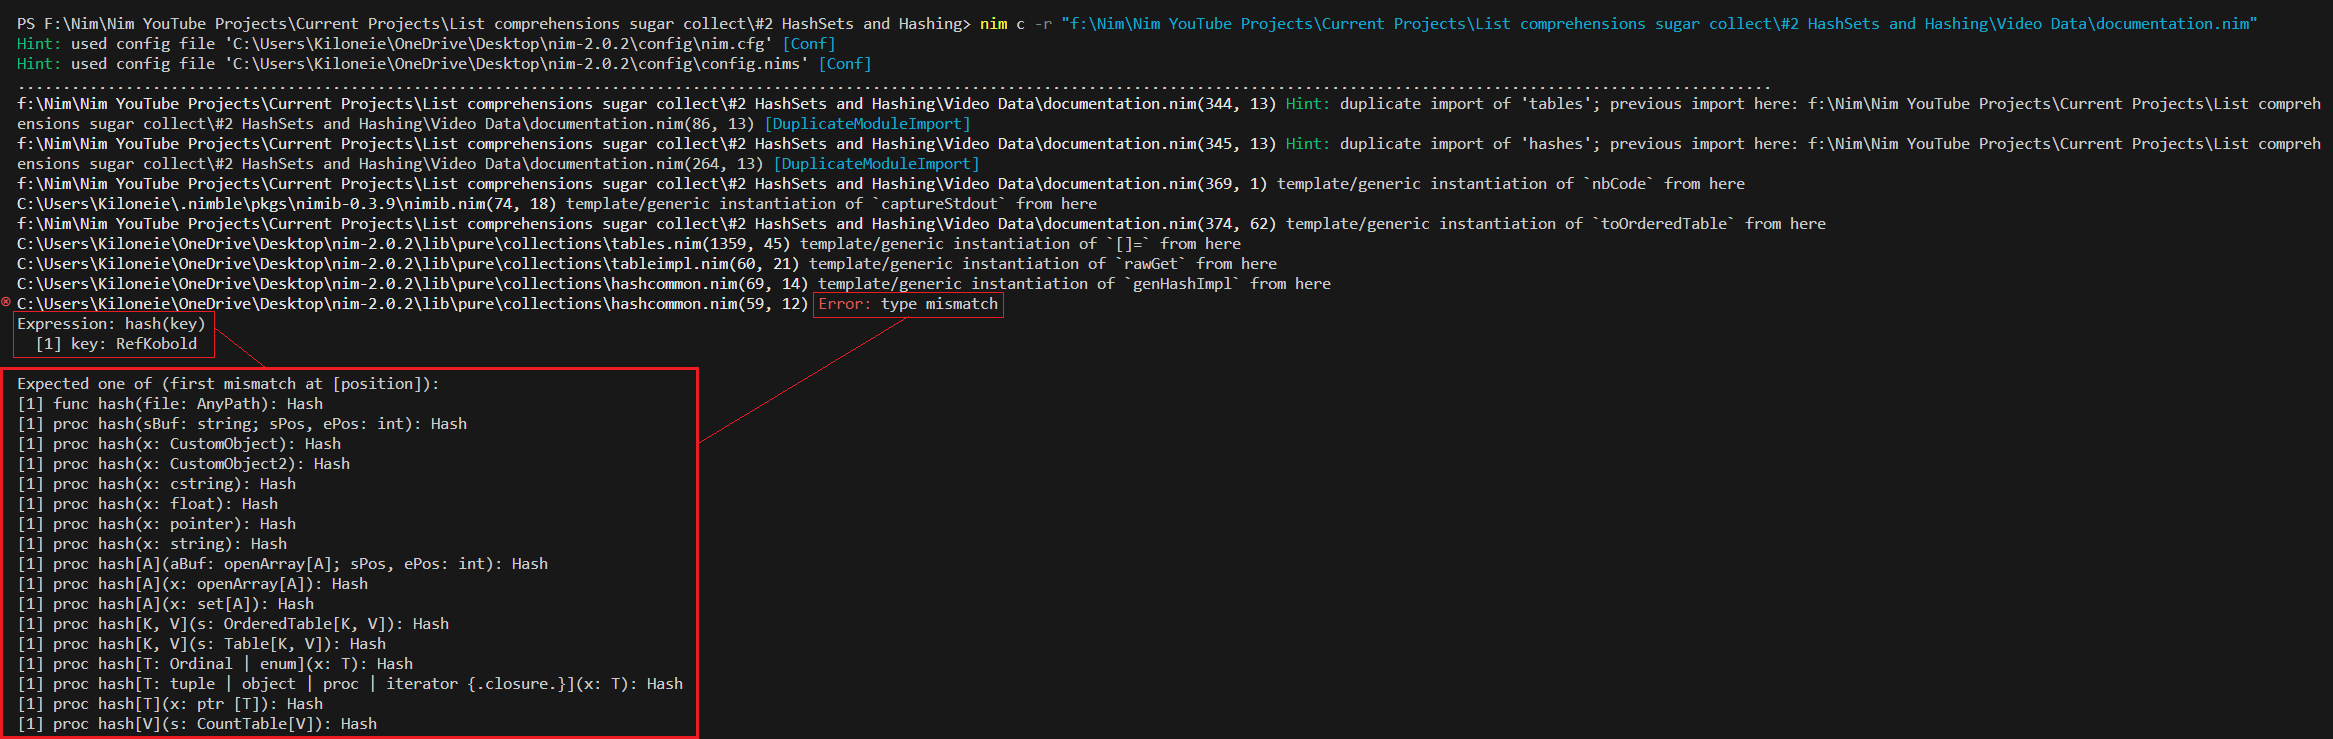 PS F:\Nim\Nim YouTube Projects\Current Projects\List comprehensions sugar collect\#2 HashSets and Hashing> nim c -r "f:\Nim\Nim YouTube Projects\Current Projects\List comprehensions sugar collect\#2 HashSets and Hashing\Video Data\documentation.nim"
Hint: used config file 'C:\Users\Kiloneie\OneDrive\Desktop\nim-2.0.2\config\nim.cfg' [Conf]
Hint: used config file 'C:\Users\Kiloneie\OneDrive\Desktop\nim-2.0.2\config\config.nims' [Conf]
...................................................................................................................................................................................................
f:\Nim\Nim YouTube Projects\Current Projects\List comprehensions sugar collect\#2 HashSets and Hashing\Video Data\documentation.nim(344, 13) Hint: duplicate import of 'tables'; previous import here: f:\Nim\Nim YouTube Projects\Current Projects\List compreh
ensions sugar collect\#2 HashSets and Hashing\Video Data\documentation.nim(86, 13) [DuplicateModuleImport]
f:\Nim\Nim YouTube Projects\Current Projects\List comprehensions sugar collect\#2 HashSets and Hashing\Video Data\documentation.nim(345, 13) Hint: duplicate import of 'hashes'; previous import here: f:\Nim\Nim YouTube Projects\Current Projects\List compreh
ensions sugar collect\#2 HashSets and Hashing\Video Data\documentation.nim(264, 13) [DuplicateModuleImport]
f:\Nim\Nim YouTube Projects\Current Projects\List comprehensions sugar collect\#2 HashSets and Hashing\Video Data\documentation.nim(369, 1) template/generic instantiation of `nbCode` from here
C:\Users\Kiloneie\.nimble\pkgs\nimib-0.3.9\nimib.nim(74, 18) template/generic instantiation of `captureStdout` from here
f:\Nim\Nim YouTube Projects\Current Projects\List comprehensions sugar collect\#2 HashSets and Hashing\Video Data\documentation.nim(374, 62) template/generic instantiation of `toOrderedTable` from here
C:\Users\Kiloneie\OneDrive\Desktop\nim-2.0.2\lib\pure\collections\tables.nim(1359, 45) template/generic instantiation of `[]=` from here
C:\Users\Kiloneie\OneDrive\Desktop\nim-2.0.2\lib\pure\collections\tableimpl.nim(60, 21) template/generic instantiation of `rawGet` from here
C:\Users\Kiloneie\OneDrive\Desktop\nim-2.0.2\lib\pure\collections\hashcommon.nim(69, 14) template/generic instantiation of `genHashImpl` from here
C:\Users\Kiloneie\OneDrive\Desktop\nim-2.0.2\lib\pure\collections\hashcommon.nim(59, 12) Error: type mismatch
Expression: hash(key)
  [1] key: RefKobold
Expected one of (first mismatch at [position]):
[1] func hash(file: AnyPath): Hash
[1] proc hash(sBuf: string; sPos, ePos: int): Hash
[1] proc hash(x: CustomObject): Hash
[1] proc hash(x: CustomObject2): Hash
[1] proc hash(x: cstring): Hash
[1] proc hash(x: float): Hash
[1] proc hash(x: pointer): Hash
[1] proc hash(x: string): Hash
[1] proc hash[A](aBuf: openArray[A]; sPos, ePos: int): Hash
[1] proc hash[A](x: openArray[A]): Hash
[1] proc hash[A](x: set[A]): Hash
[1] proc hash[K, V](s: OrderedTable[K, V]): Hash
[1] proc hash[K, V](s: Table[K, V]): Hash
[1] proc hash[T: Ordinal | enum](x: T): Hash
[1] proc hash[T: tuple | object | proc | iterator {.closure.}](x: T): Hash
[1] proc hash[T](x: ptr [T]): Hash
[1] proc hash[V](s: CountTable[V]): Hash